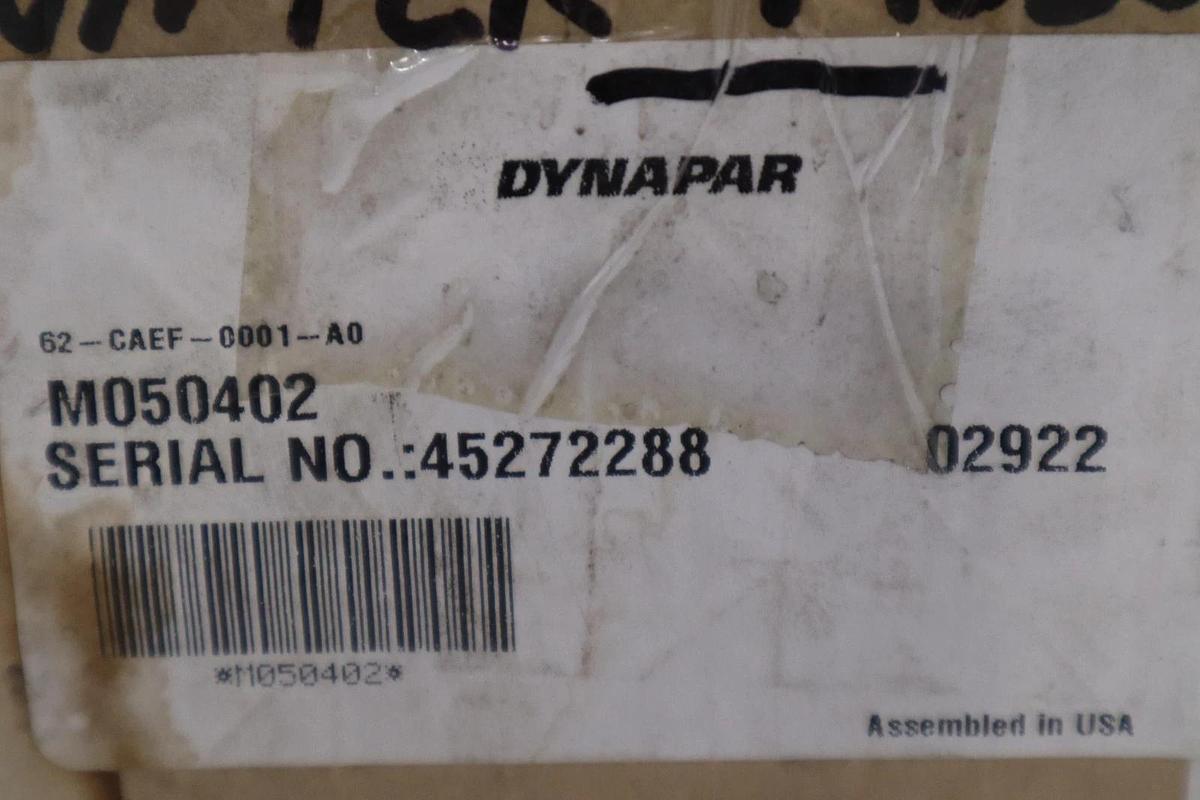 DYNAPAR
62-CAEF-0001-A0
M050402
SERIAL NO.:45272288 02922
*M050402*
Assembled in USA